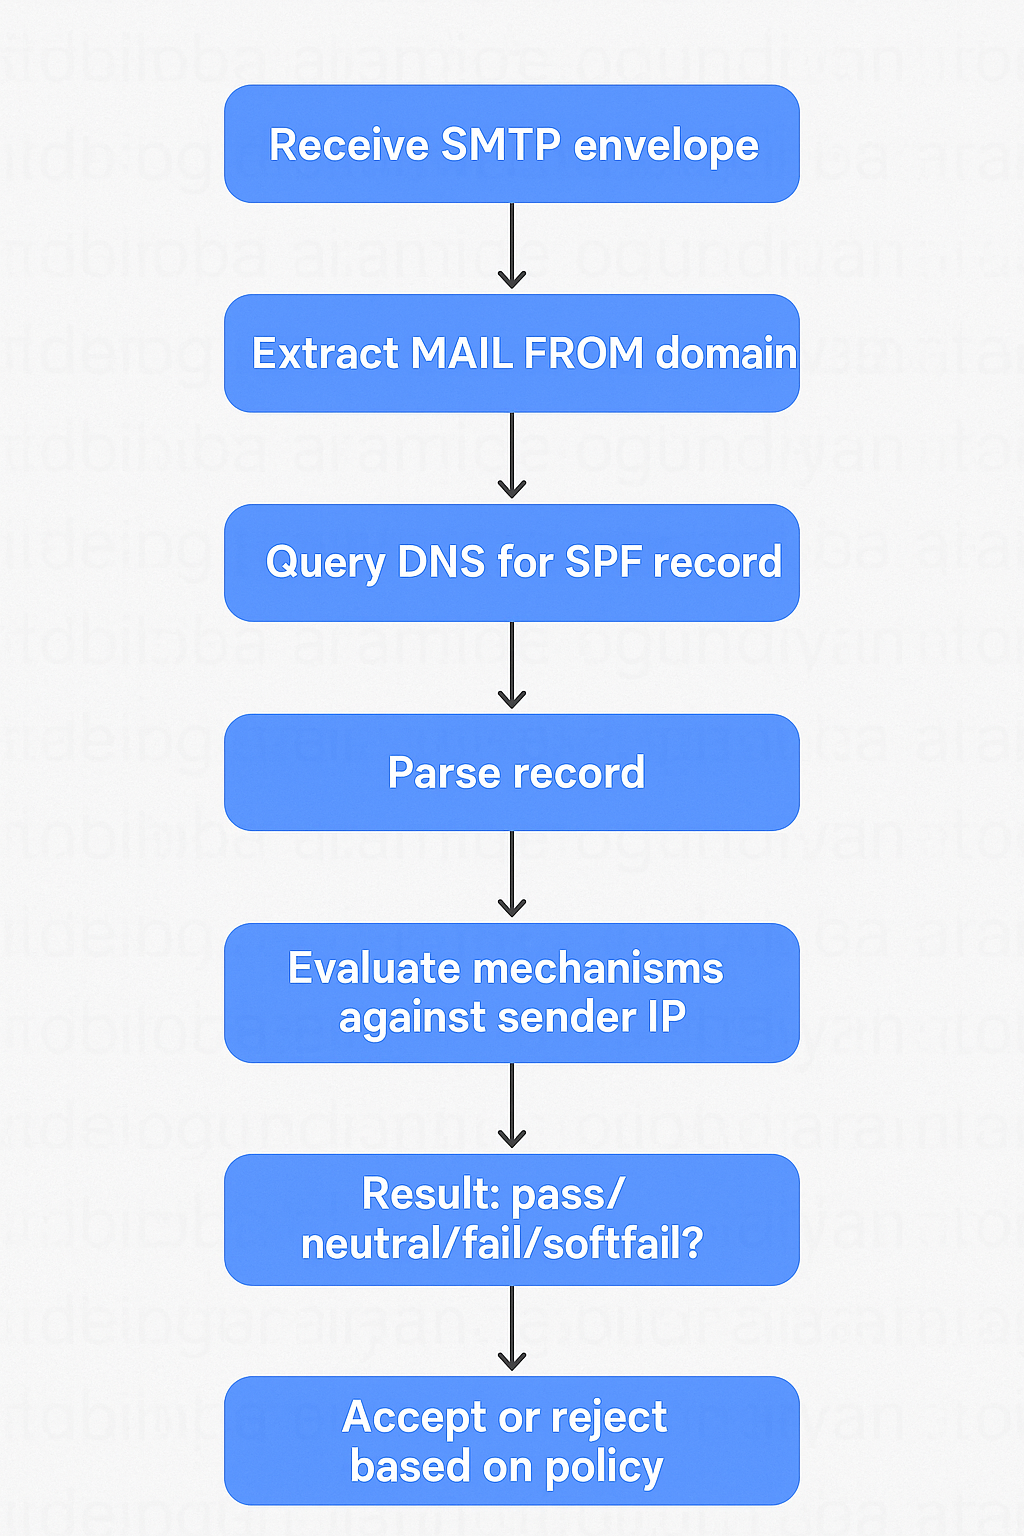 Receive SMTP envelope
Extract MAIL FROM domain
Query DNS for SPF record
Parse record
Evaluate mechanisms
against sender IP
Result: pass/
neutral/fail/softfail?
Accept or reject
based on policy